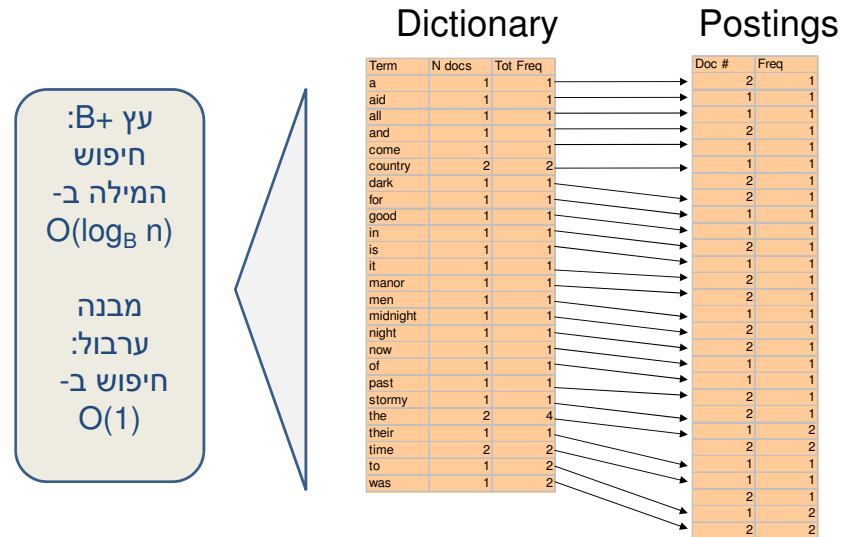 Dictionary
Postings
עץ B+:
חיפוש
המילה ב-
O(log_B n)
מבנה
ערבול:
חיפוש ב-
O(1)
Term N docs Tot Freq
a 1 1
aid 1 1
all 1 1
and 1 1
come 1 1
country 2 2
dark 1 1
for 1 1
good 1 1
in 1 1
is 1 1
it 1 1
manor 1 1
men 1 1
midnight 1 1
night 1 1
now 1 1
of 1 1
past 1 1
stormy 1 1
the 2 4
their 1 1
time 2 2
to 1 2
was 1 2
Doc # Freq
2 1
1 1
1 1
2 1
1 1
1 1
2 1
2 1
1 1
1 1
2 1
1 1
2 1
2 1
1 1
2 1
2 1
1 1
1 1
2 1
2 1
1 2
2 2
1 1
1 1
2 1
1 2
2 2